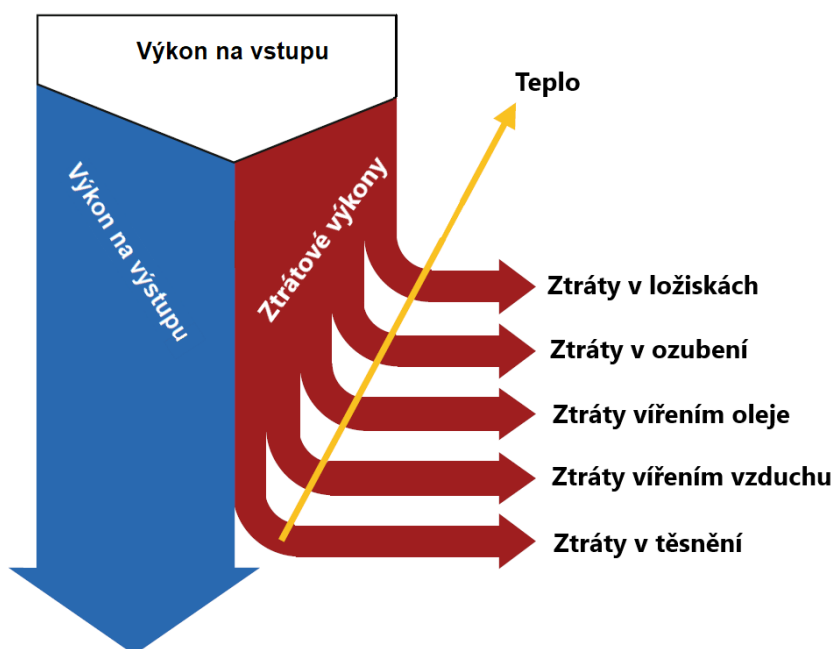 Výkon na vstupu
Teplo
Výkon na výstupu
Ztrátové výkony
Ztráty v ložiskách
Ztráty v ozubení
Ztráty vířením oleje
Ztráty vířením vzduchu
Ztráty v těsnění